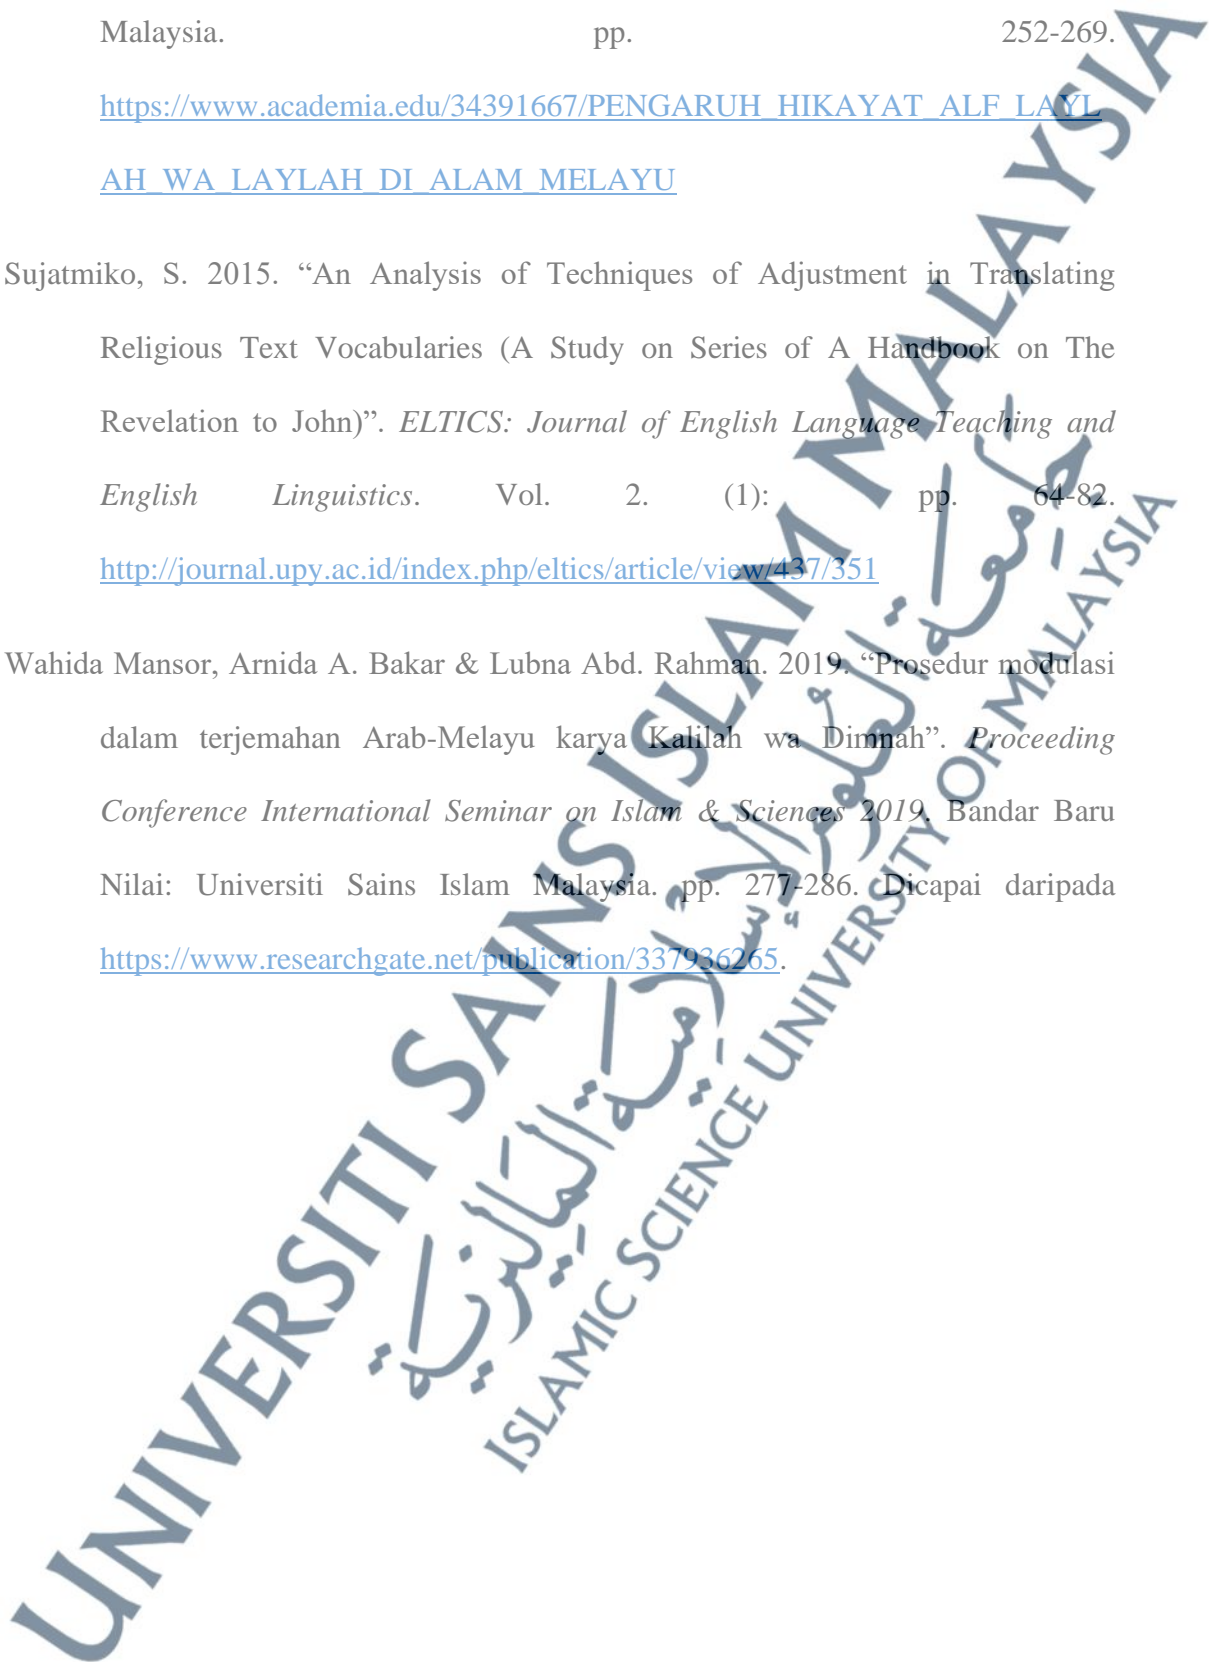 Malaysia. pp. 252-269.
https://www.academia.edu/34391667/PENGARUH_HIKAYAT_ALF_LAYL
AH_WA_LAYLAH_DI_ALAM_MELAYU
Sujatmiko, S. 2015. “An Analysis of Techniques of Adjustment in Translating
Religious Text Vocabularies (A Study on Series of A Handbook on The
Revelation to John)”. ELTICS: Journal of English Language Teaching and
English Linguistics. Vol. 2. (1): pp. 64-82.
http://journal.upy.ac.id/index.php/eltics/article/view/437/351
Wahida Mansor, Arnida A. Bakar & Lubna Abd. Rahman. 2019. “Prosedur modulasi
dalam terjemahan Arab-Melayu karya Kalilah wa Dimnah”. Proceeding
Conference International Seminar on Islam & Sciences 2019. Bandar Baru
Nilai: Universiti Sains Islam Malaysia. pp. 277-286. Dicapai daripada
https://www.researchgate.net/publication/337936265.
UNIVERSITI SAINS ISLAM MALAYSIA
جامعة العلوم الإسلامية الماليزية
ISLAMIC SCIENCE UNIVERSITY OF MALAYSIA